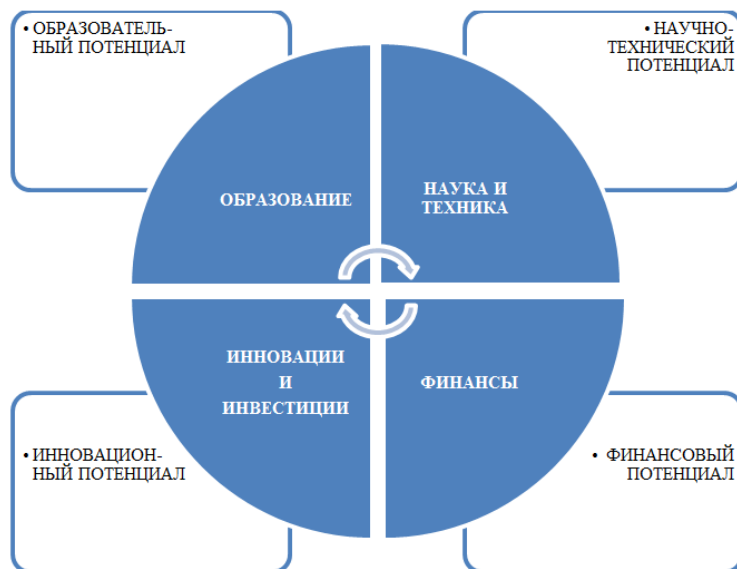 • ОБРАЗОВАТЕЛЬ-
НЫЙ ПОТЕНЦИАЛ
• НАУЧНО-
ТЕХНИЧЕСКИЙ
ПОТЕНЦИАЛ
ОБРАЗОВАНИЕ
НАУКА И
ТЕХНИКА
ИННОВАЦИИ
И
ИНВЕСТИЦИИ
ФИНАНСЫ
• ИННОВАЦИОН-
НЫЙ ПОТЕНЦИАЛ
• ФИНАНСОВЫЙ
ПОТЕНЦИАЛ